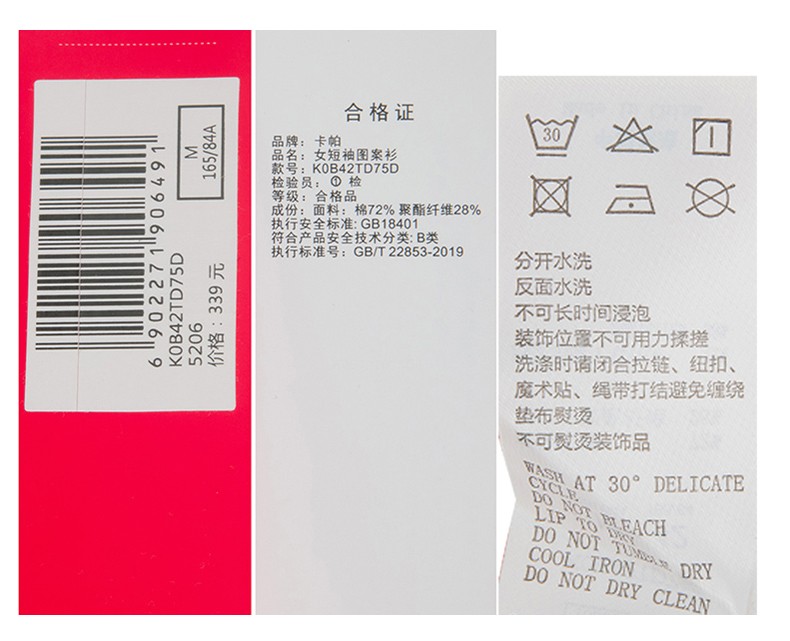 M
165/84A
6 902271 906491
K0B42TD75D
5206
价格：339 元
合格证
品牌：卡帕
品名：女短袖图案衫
款号：K0B42TD75D
检验员：① 检
等级：合格品
成份：面料：棉72% 聚酯纤维28%
执行安全标准: GB18401
符合产品安全技术分类: B类
执行标准号：GB/T 22853-2019
30
分开水洗
反面水洗
不可长时间浸泡
装饰位置不可用力揉搓
洗涤时请闭合拉链、纽扣、
魔术贴、绳带打结避免缠绕
垫布熨烫
不可熨烫装饰品
WASH AT 30° DELICATE
CYCLE
DO NOT BLEACH
LIP TO DRY
DO NOT TUMBLE DRY
COOL IRON
DO NOT DRY CLEAN